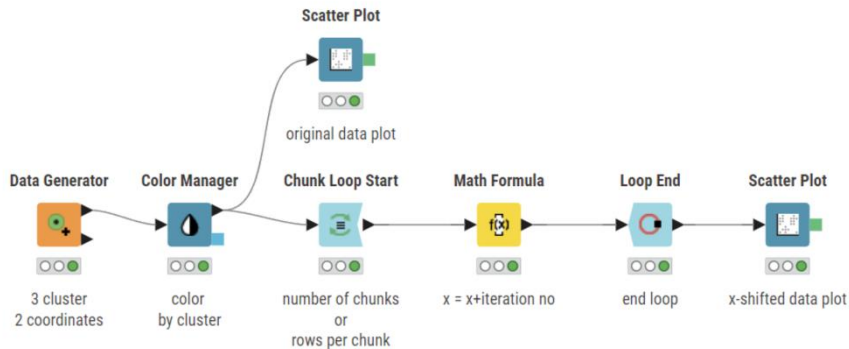 Scatter Plot
original data plot
Data Generator
Color Manager
Chunk Loop Start
Math Formula
Loop End
Scatter Plot
f(x)
3 cluster
2 coordinates
color
by cluster
number of chunks
or
rows per chunk
x = x+iteration no
end loop
x-shifted data plot